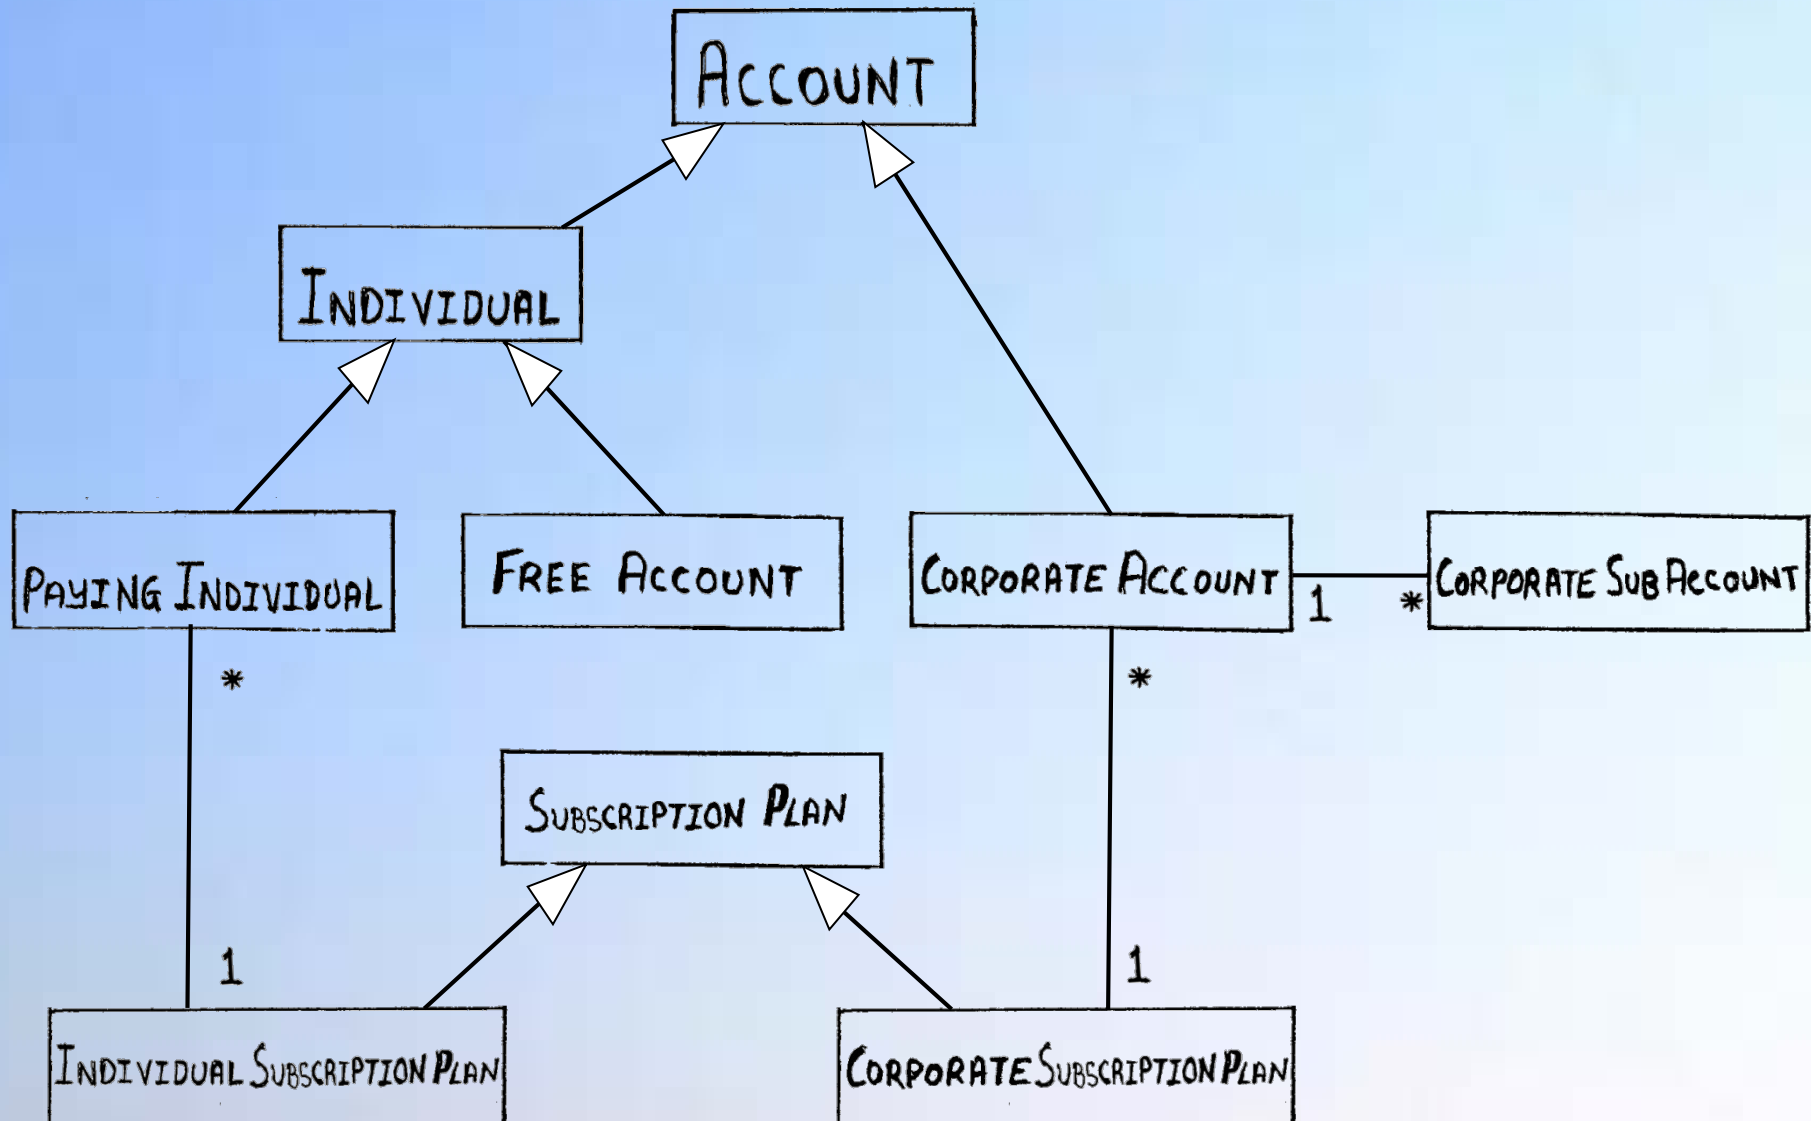 ACCOUNT
INDIVIDUAL
PAYING INDIVIDUAL
FREE ACCOUNT
CORPORATE ACCOUNT
1
*
CORPORATE SUB ACCOUNT
*
*
SUBSCRIPTION PLAN
1
1
INDIVIDUAL SUBSCRIPTION PLAN
CORPORATE SUBSCRIPTION PLAN